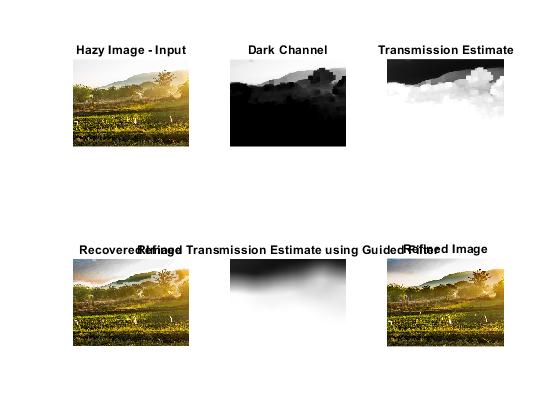 Hazy Image - Input
Dark Channel
Transmission Estimate
Recovered Image
Refined Transmission Estimate using Guided Filter
Refined Image